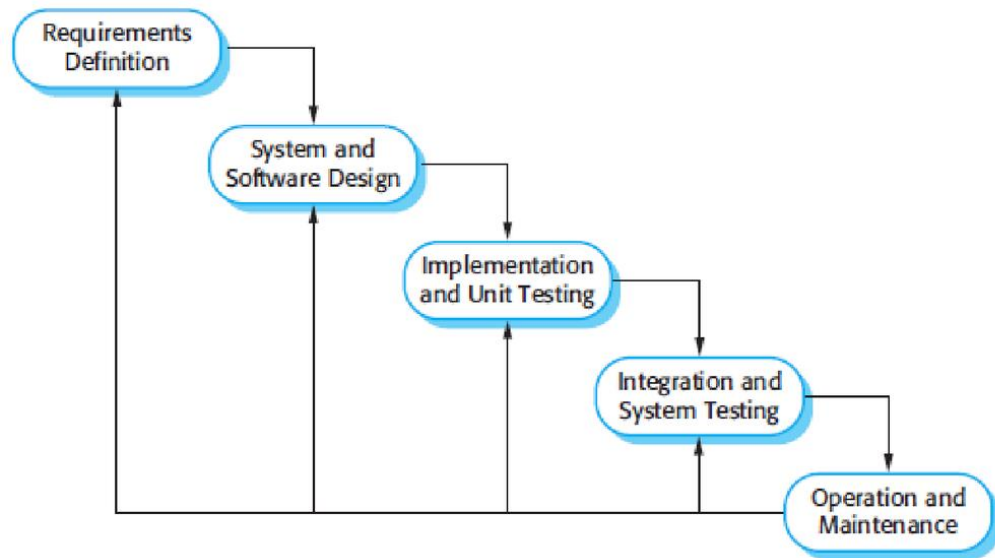 Requirements
Definition
System and
Software Design
Implementation
and Unit Testing
Integration and
System Testing
Operation and
Maintenance